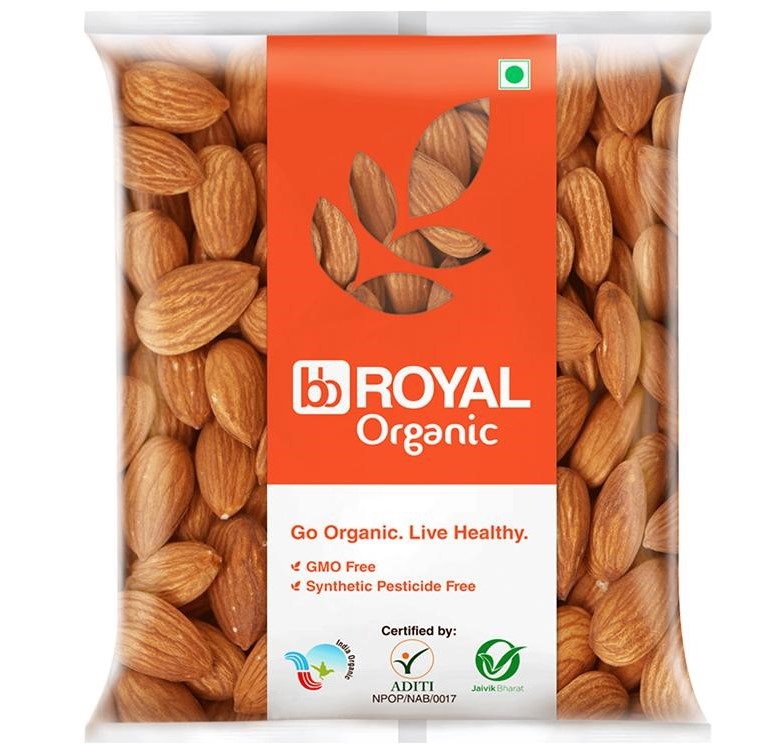 bb ROYAL
Organic
Go Organic. Live Healthy.
GMO Free
Synthetic Pesticide Free
Certified by:
India Organic
ADITI
NPOP/NAB/0017
Jaivik Bharat